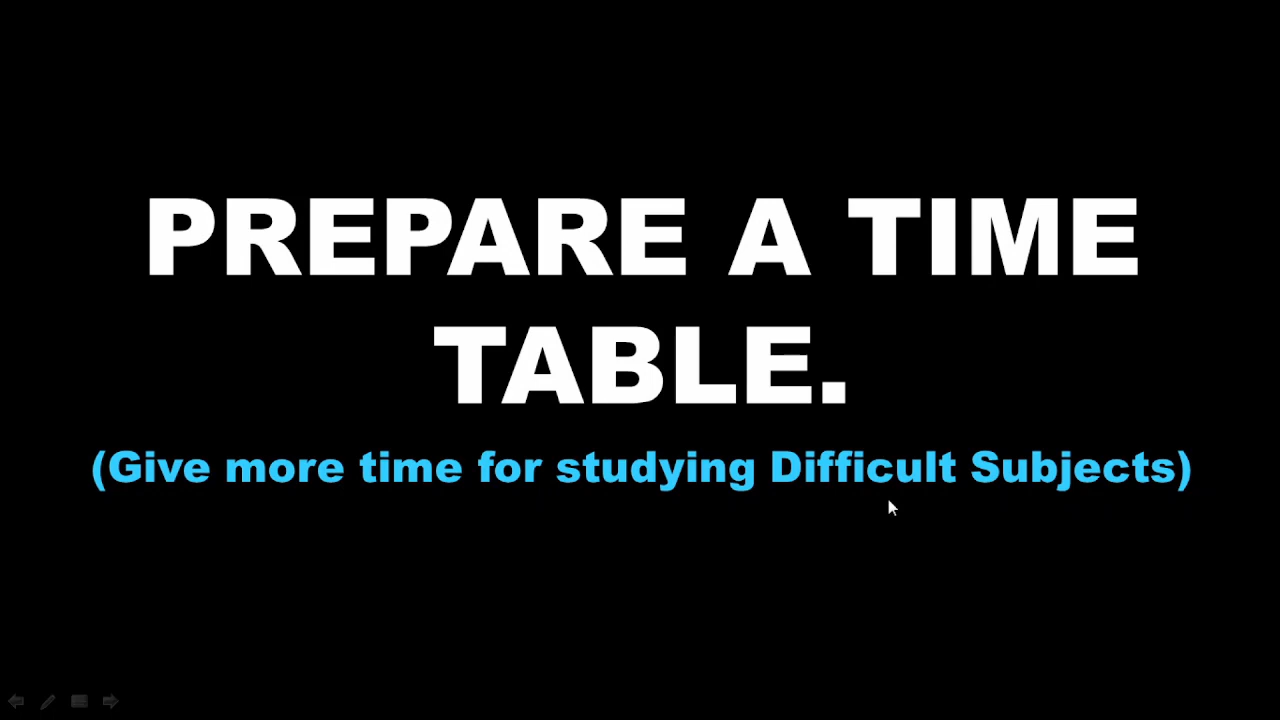 PREPARE A TIME
TABLE.
(Give more time for studying Difficult Subjects)